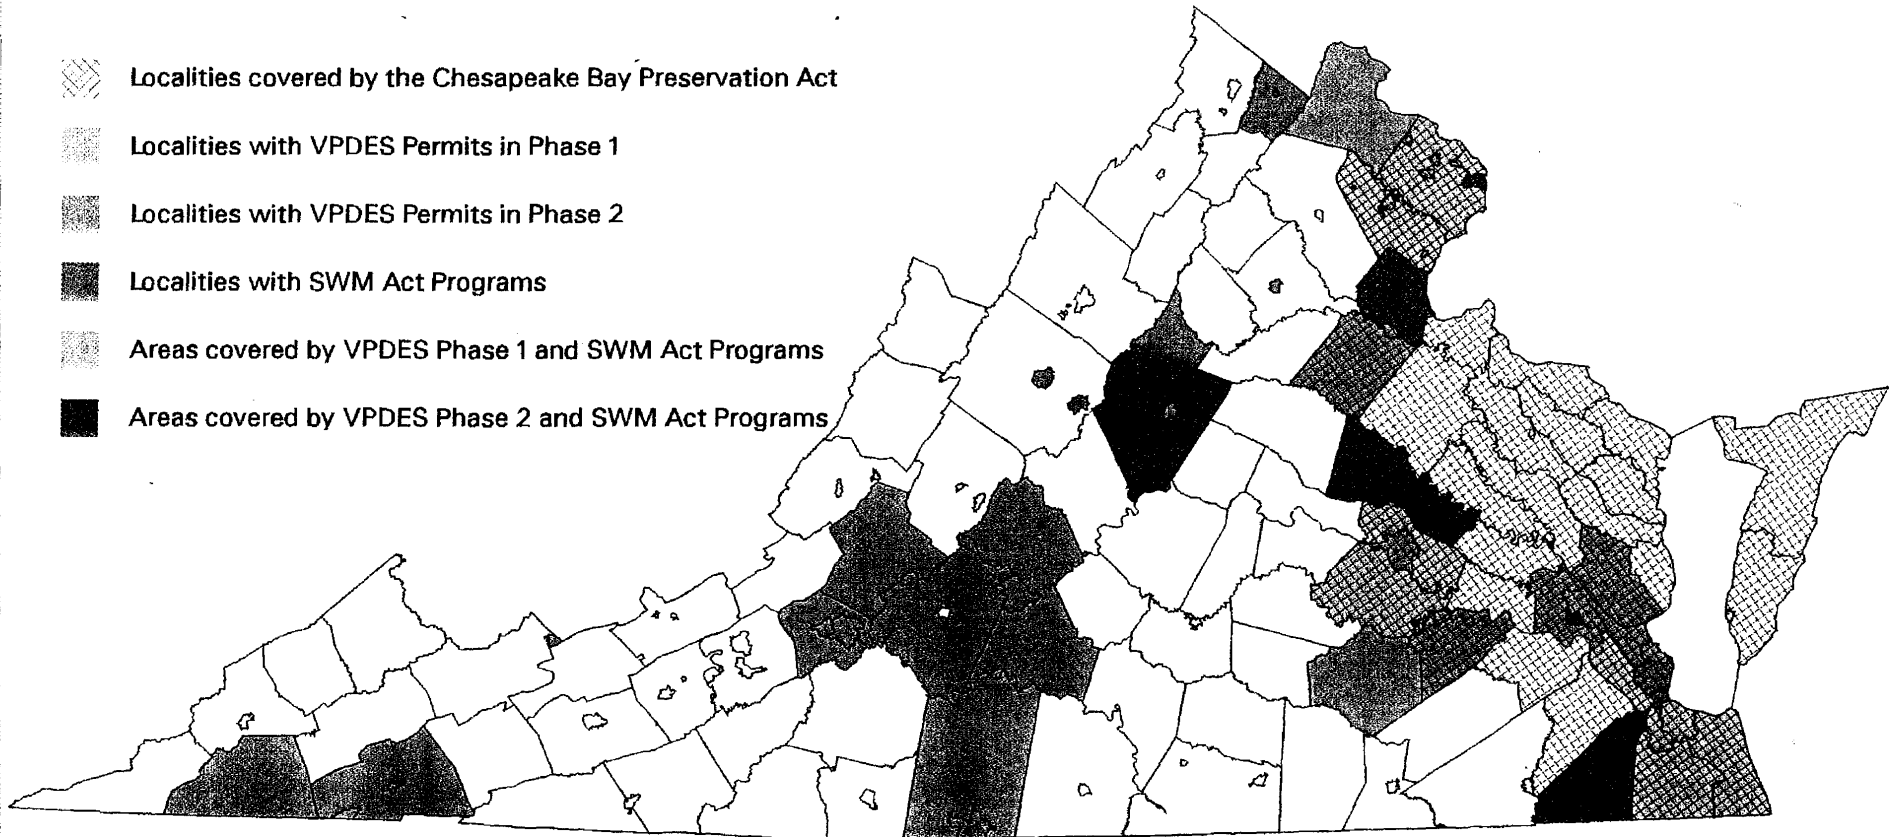 Localities covered by the Chesapeake Bay Preservation Act
Localities with VPDES Permits in Phase 1
Localities with VPDES Permits in Phase 2
Localities with SWM Act Programs
Areas covered by VPDES Phase 1 and SWM Act Programs
Areas covered by VPDES Phase 2 and SWM Act Programs